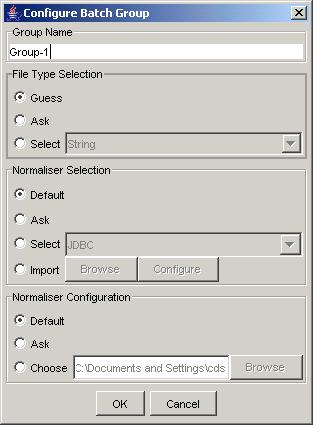 Configure Batch Group
Group Name
Group-1
File Type Selection
Guess
Ask
Select String
Normaliser Selection
Default
Ask
Select JDBC
Import Browse Configure
Normaliser Configuration
Default
Ask
Choose C:\Documents and Settings\cds Browse
OK Cancel